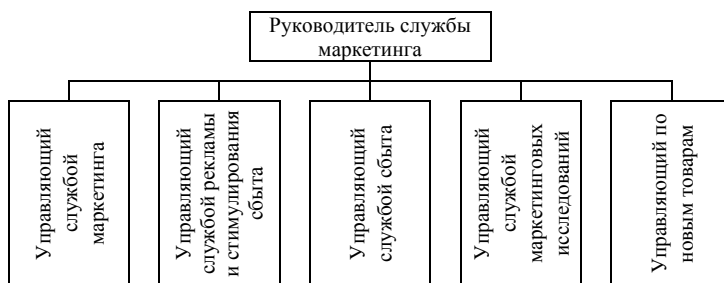 Руководитель службы
маркетинга
Управляющий
службой
маркетинга
Управляющий
службой рекламы
и стимулирования
сбыта
Управляющий
службой сбыта
Управляющий
службой
маркетинговых
исследований
Управляющий по
новым товарам